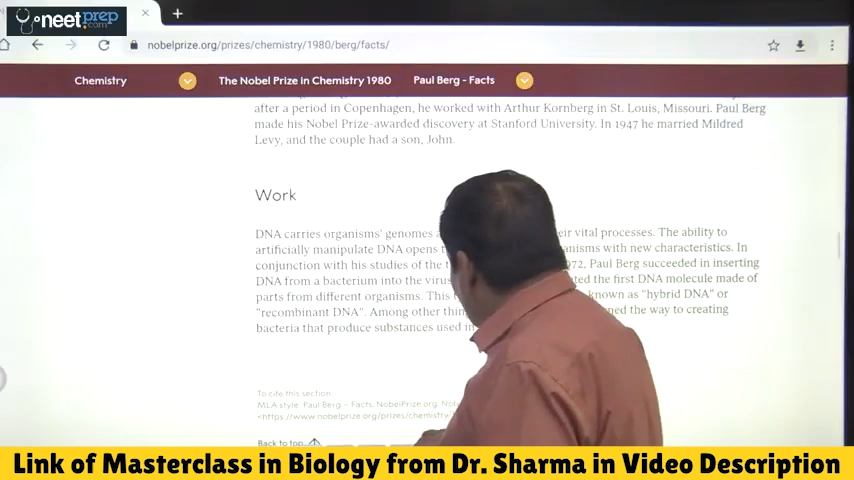 neetprep
.com
nobelprize.org/prizes/chemistry/1980/berg/facts/
Chemistry
The Nobel Prize in Chemistry 1980
Paul Berg - Facts
after a period in Copenhagen, he worked with Arthur Kornberg in St. Louis, Missouri. Paul Berg
made his Nobel Prize-awarded discovery at Stanford University. In 1947 he married Mildred
Levy, and the couple had a son, John.
Work
DNA carries organisms' genomes eir vital processes. The ability to
artificially manipulate DNA opens anisms with new characteristics. In
conjunction with his studies of the 972, Paul Berg succeeded in inserting
DNA from a bacterium into the virus ted the first DNA molecule made of
parts from different organisms. This known as "hybrid DNA" or
"recombinant DNA". Among other thin ned the way to creating
bacteria that produce substances used in
To cite this section
MLA style: Paul Berg – Facts. NobelPrize.org.
<https://www.nobelprize.org/prizes/chemistry
Back to top
Link of Masterclass in Biology from Dr. Sharma in Video Description